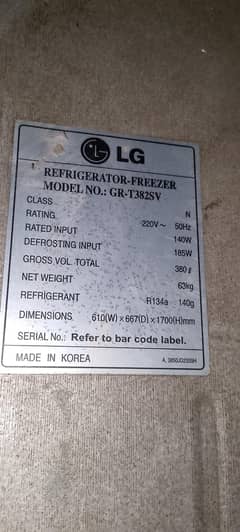 LG
REFRIGERATOR-FREEZER
MODEL NO.: GR-T382SV
CLASS N
RATING 220V~ 50Hz
RATED INPUT 140W
DEFROSTING INPUT 185W
GROSS VOL. TOTAL 380ℓ
NET WEIGHT 63kg
REFRIGERANT R134a 140g
DIMENSIONS 610(W)×667(D)×1700(H)mm
SERIAL No.: Refer to bar code label.
MADE IN KOREA